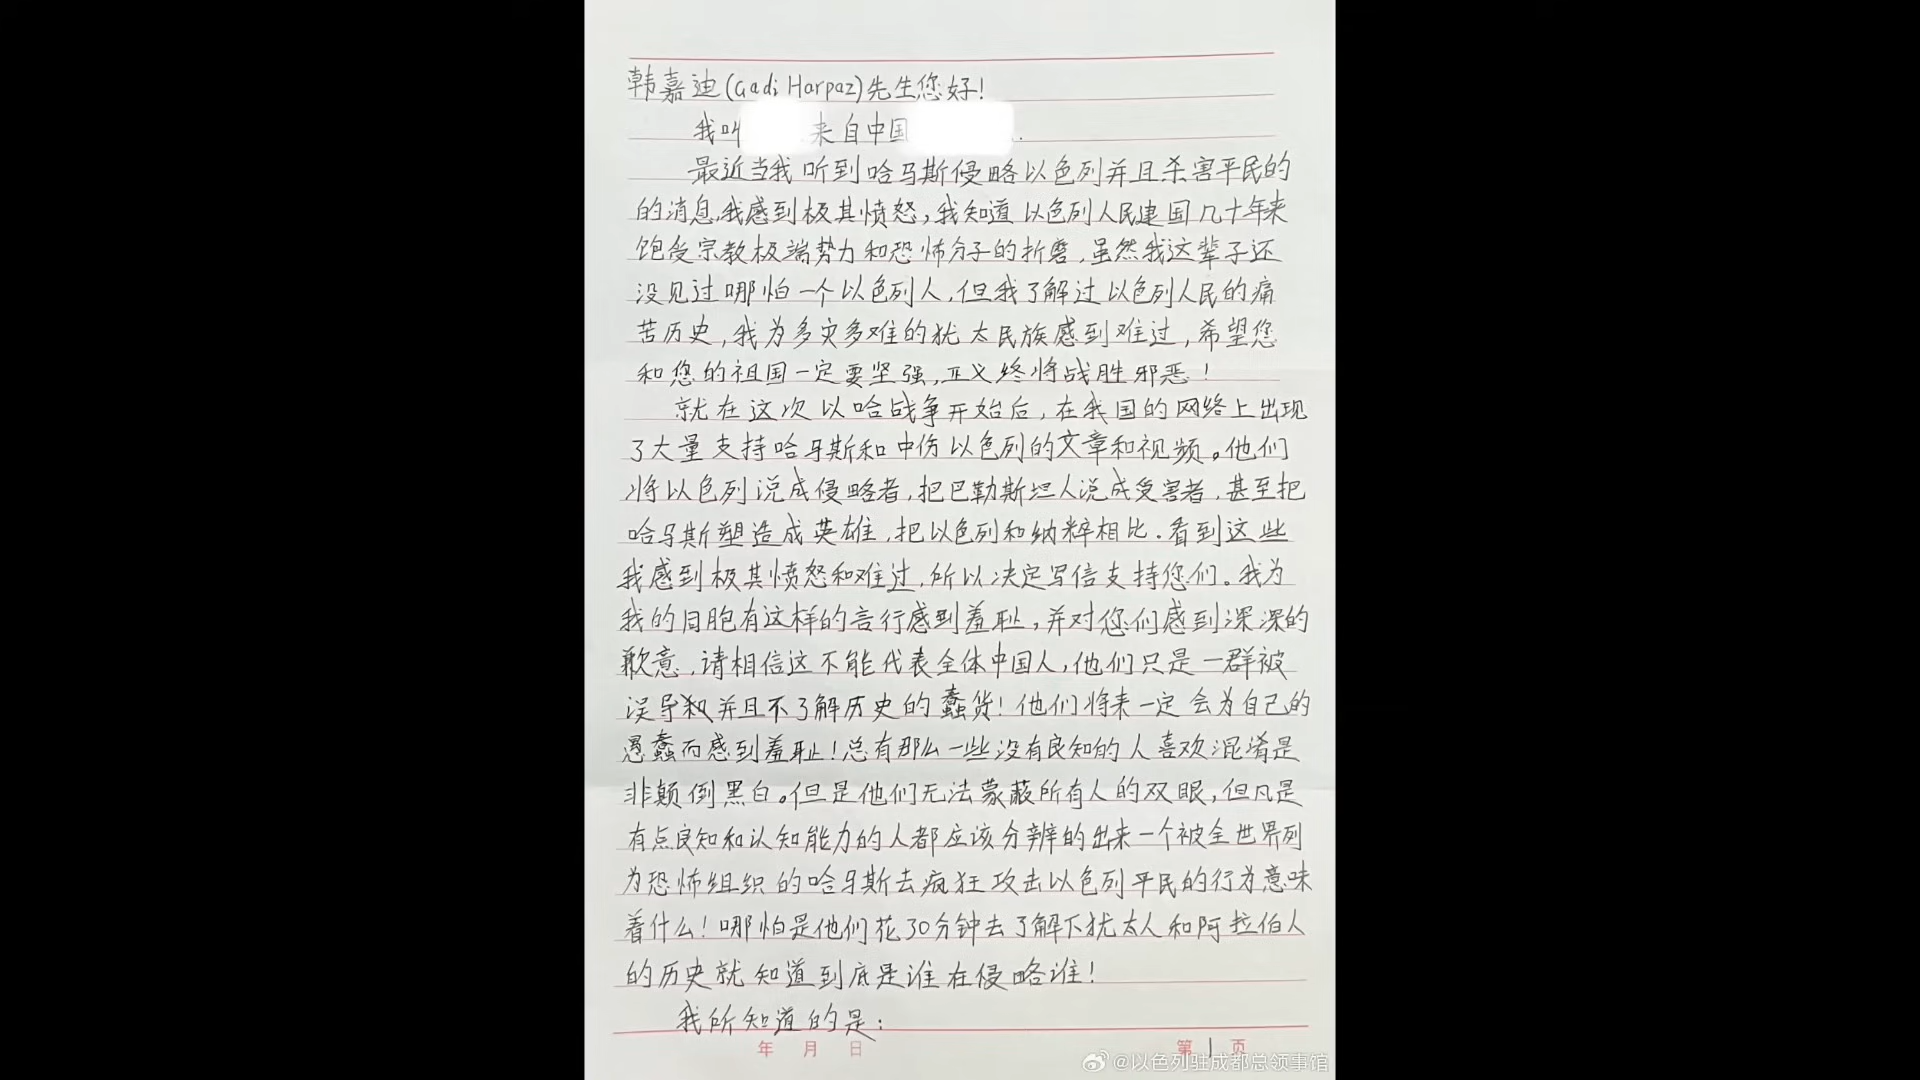 韩嘉迪(Gadi Harpaz)先生您好!
我叫 来自中国 .
最近当我听到哈马斯侵略以色列并且杀害平民的
的消息,我感到极其愤怒,我知道以色列人民建国几十年来
饱受宗教极端势力和恐怖分子的折磨,虽然我这辈子还
没见过哪怕一个以色列人,但我了解过以色列人民的痛
苦历史,我为多灾多难的犹太民族感到难过,希望您
和您的祖国一定要坚强,正义终将战胜邪恶!
就在这次以哈战争开始后,在我国的网络上出现
了大量支持哈马斯和中伤以色列的文章和视频。他们
将以色列说成侵略者,把巴勒斯坦人说成受害者,甚至把
哈马斯塑造成英雄,把以色列和纳粹相比.看到这些
我感到极其愤怒和难过,所以决定写信支持您们。我为
我的同胞有这样的言行感到羞耻,并对您们感到深深的
歉意,请相信这不能代表全体中国人,他们只是一群被
误导 并且不了解历史的蠢货!他们将来一定会为自己的
愚蠢而感到羞耻!总有那么一些没有良知的人喜欢混淆是
非颠倒黑白。但是他们无法蒙蔽所有人的双眼,但凡是
有点良知和认知能力的人都应该分辨的出来一个被全世界列
为恐怖组织的哈马斯去疯狂攻击以色列平民的行为意味
着什么!哪怕是他们花30分钟去了解下犹太人和阿拉伯人
的历史就知道到底是谁在侵略谁!
我所知道的是:
年 月 日 第 1 页
@以色列驻成都总领事馆